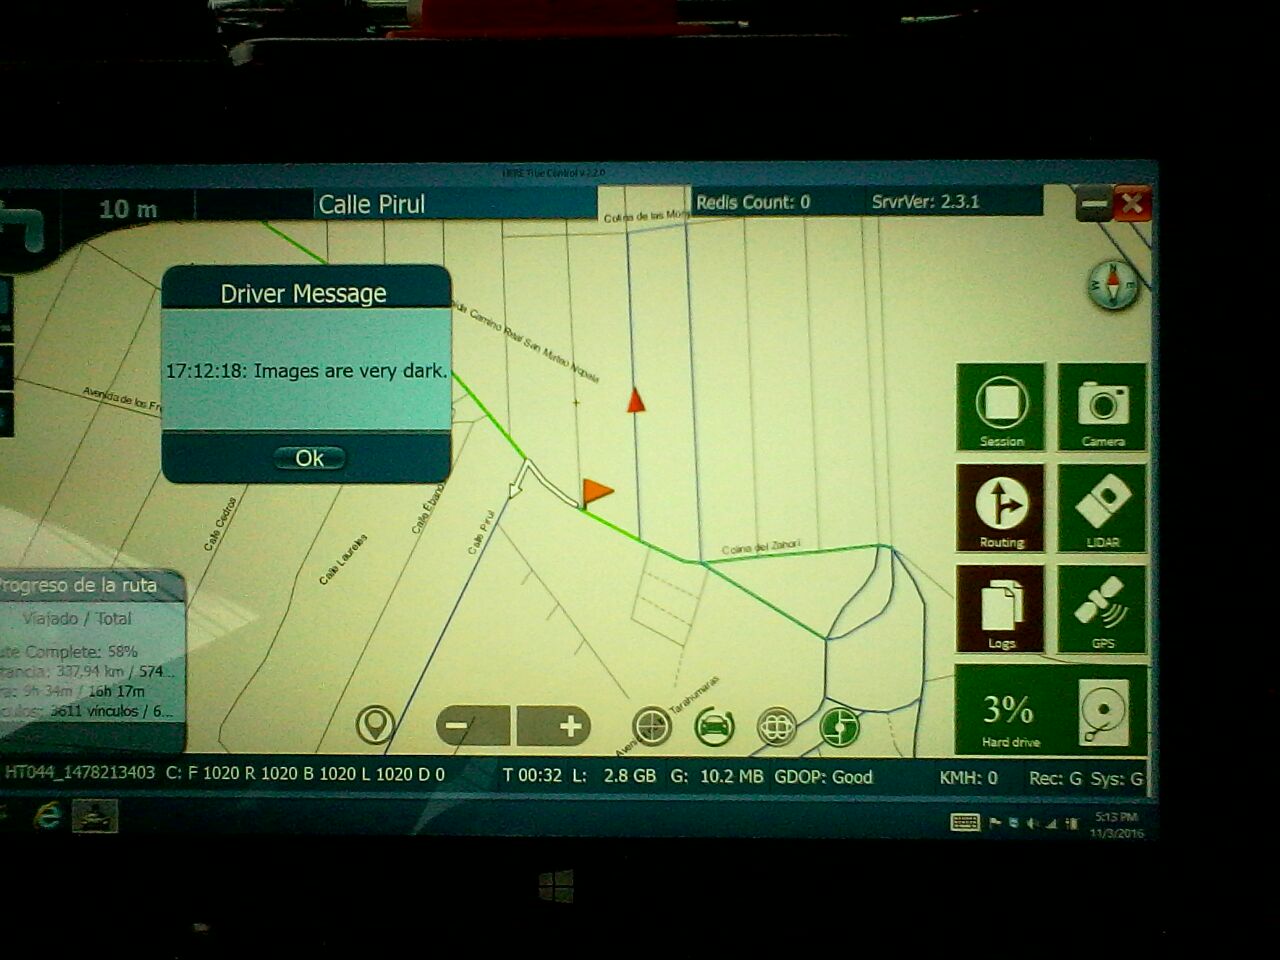 HERE True Control v.2.2.0
10 m
Calle Pirul
Redis Count: 0
SrvrVer: 2.3.1
Colina de las
Driver Message
17:12:18: Images are very dark.
Ok
Camino Real San Mateo Nopala
Avenida de los
Calle Cedros
Calle Laureles
Calle
Calle Pirul
Colina del Zahori
Tarahumaras
W
E
Session
Camera
Routing
LIDAR
Logs
GPS
3%
Hard drive
rogreso de la ruta
Viajado / Total
ute Complete: 58%
tancia: 337,94 km / 574...
ra: 9h 34m / 16h 17m
culos: 3611 vínculos / 6...
HT044_1478213403 C: F 1020 R 1020 B 1020 L 1020 D 0
T 00:32 L: 2.8 GB G: 10.2 MB GDOP: Good
KMH: 0 Rec: G Sys: G
5:13 PM
11/3/2016